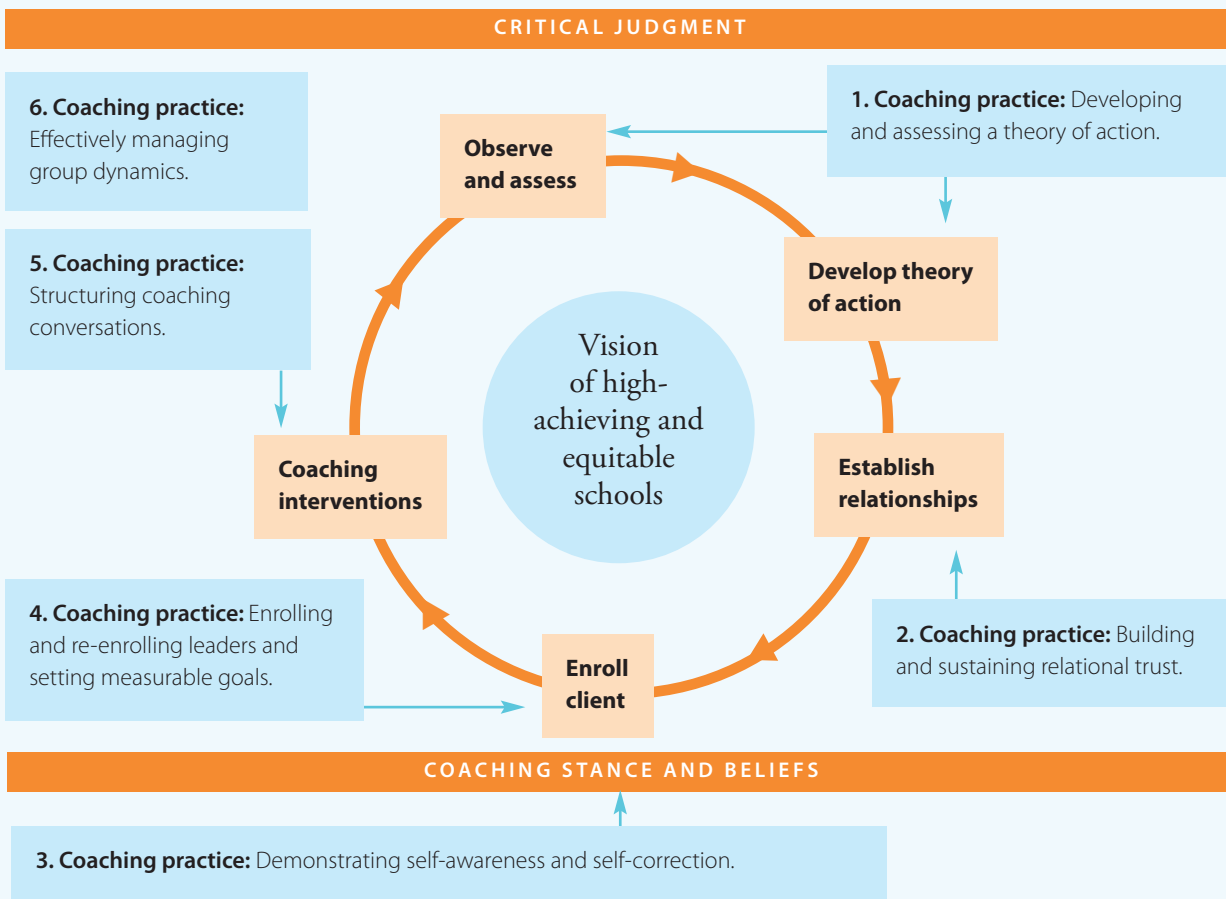 CRITICAL JUDGMENT
6. Coaching practice:
Effectively managing
group dynamics.
1. Coaching practice: Developing
and assessing a theory of action.
Observe
and assess
5. Coaching practice:
Structuring coaching
conversations.
Develop theory
of action
Vision
of high-
achieving and
equitable
schools
Coaching
interventions
Establish
relationships
4. Coaching practice: Enrolling
and re-enrolling leaders and
setting measurable goals.
2. Coaching practice: Building
and sustaining relational trust.
Enroll
client
COACHING STANCE AND BELIEFS
3. Coaching practice: Demonstrating self-awareness and self-correction.